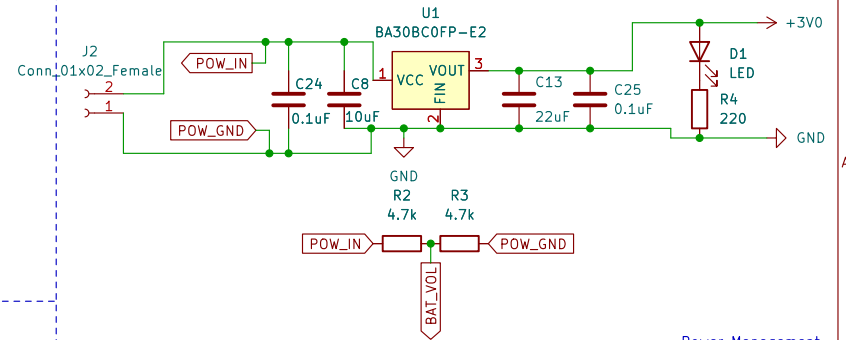 U1
BA30BC0FP-E2
+3V0
J2
Conn_01x02_Female
POW_IN
1
VCC
VOUT
3
FIN
2
D1
LED
2
1
C24
0.1uF
C8
10uF
C13
22uF
C25
0.1uF
R4
220
POW_GND
GND
GND
R2
4.7k
R3
4.7k
POW_IN
POW_GND
BAT_VOL